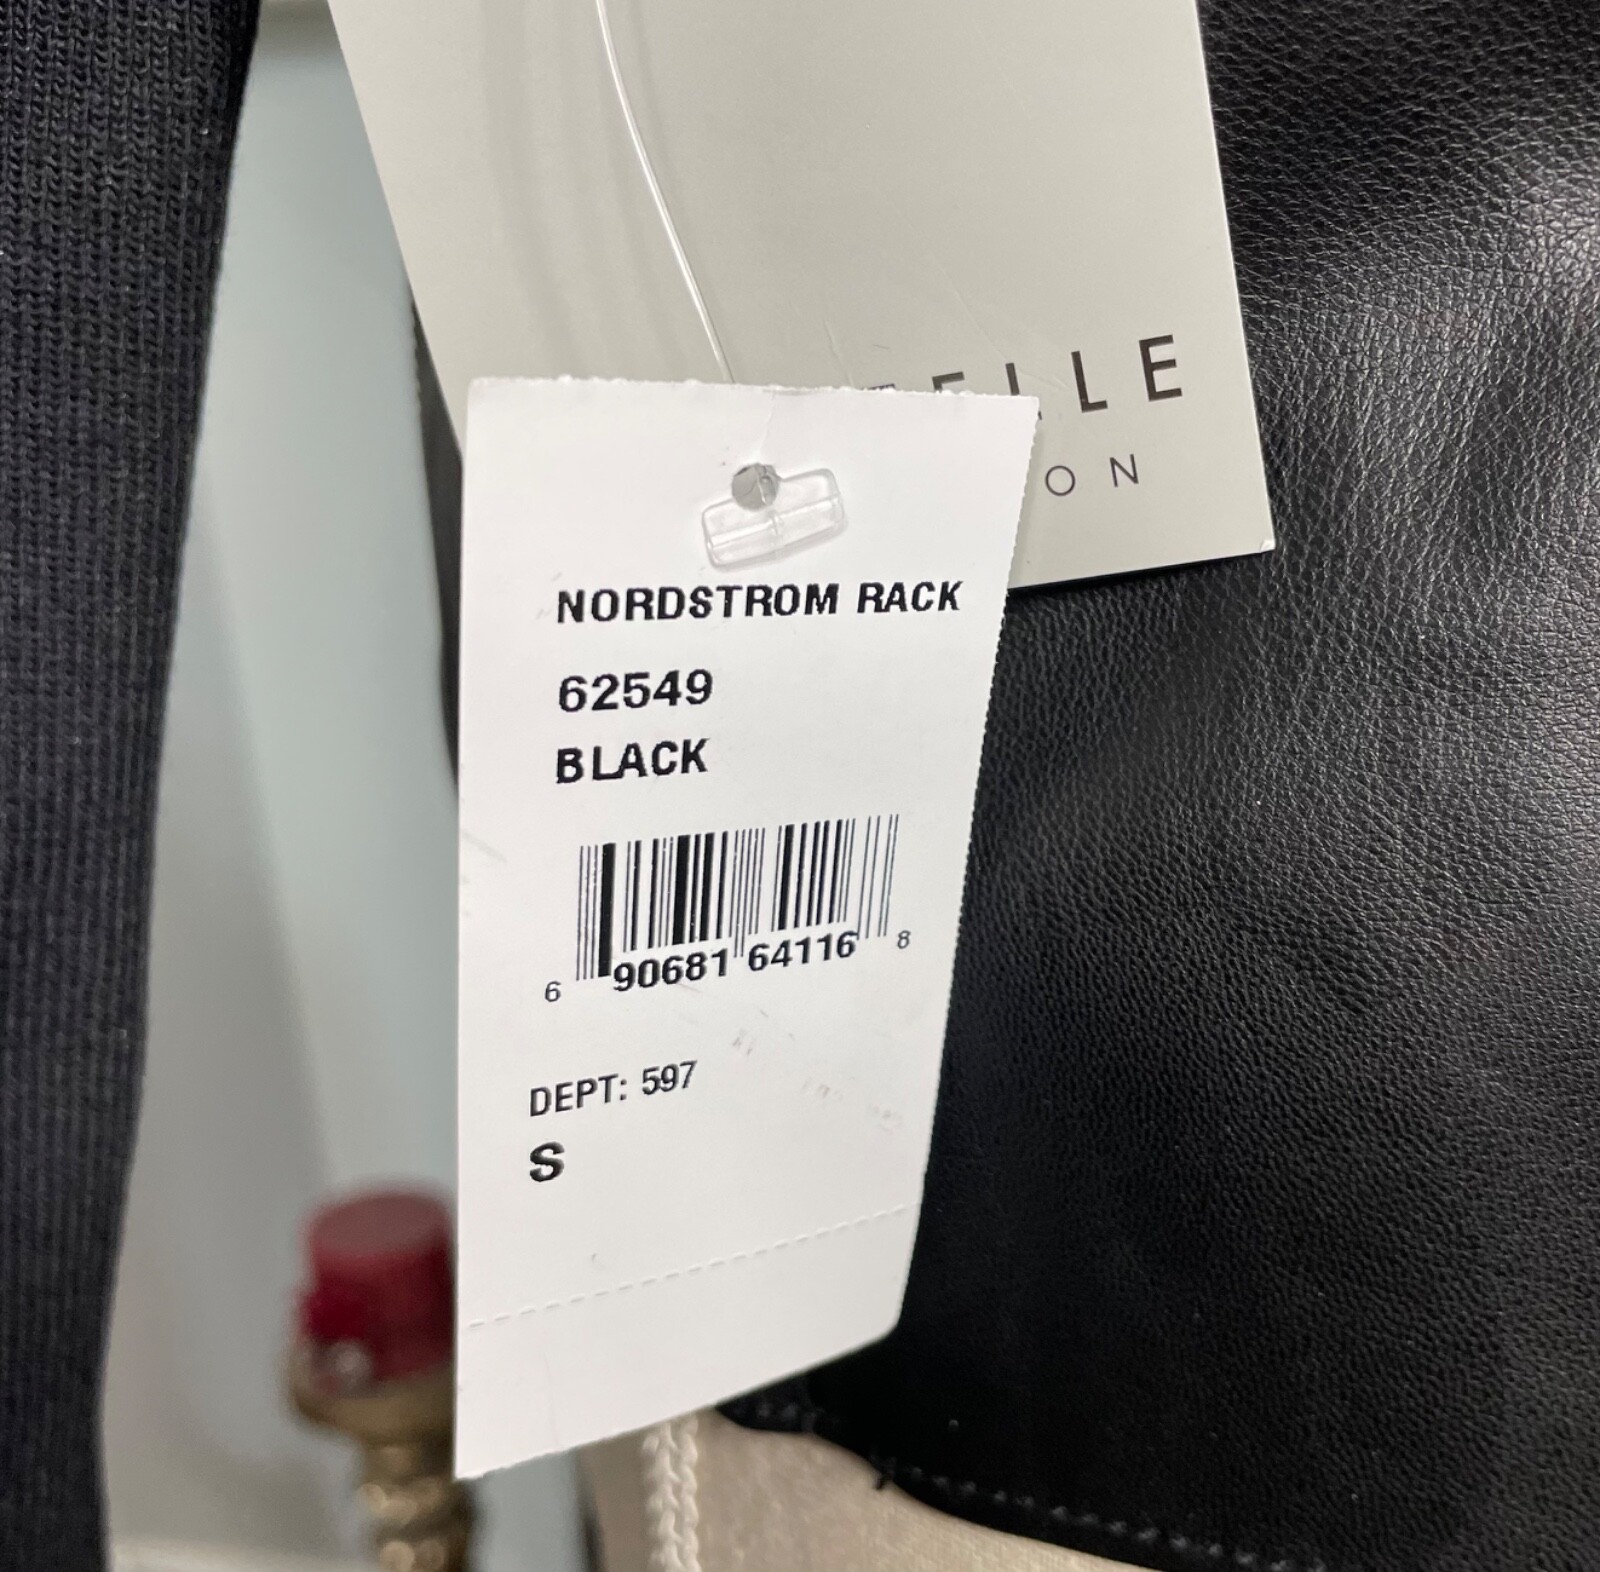 ELLE
ON
NORDSTROM RACK
62549
BLACK
6 90681 64116 8
DEPT: 597
S